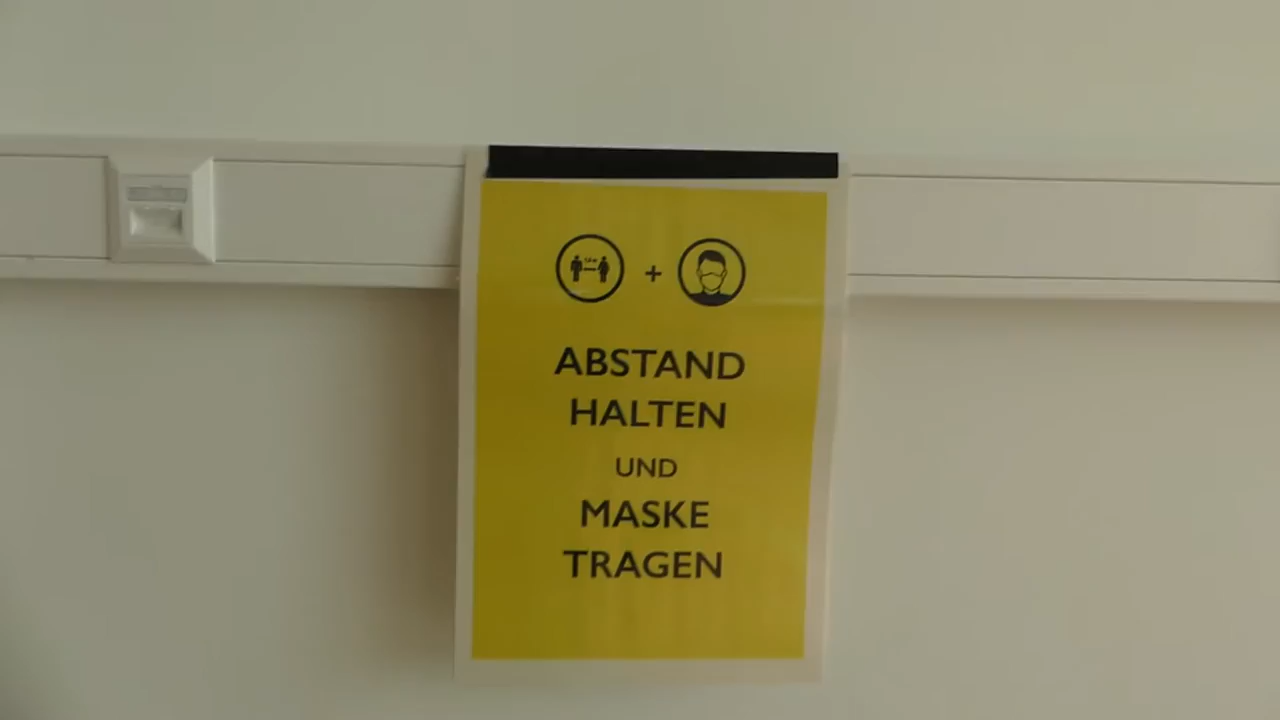 +
ABSTAND
HALTEN
UND
MASKE
TRAGEN